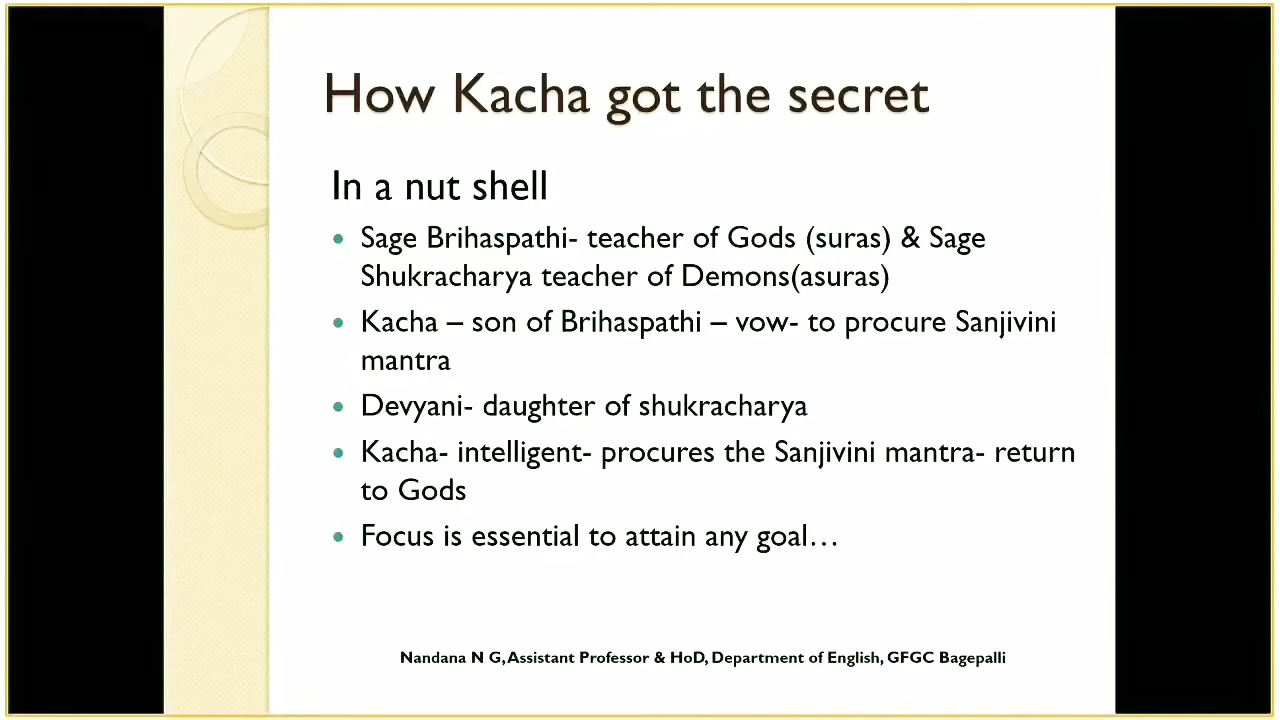 How Kacha got the secret
In a nut shell
• Sage Brihaspathi- teacher of Gods (suras) & Sage
Shukracharya teacher of Demons(asuras)
• Kacha – son of Brihaspathi – vow- to procure Sanjivini
mantra
• Devyani- daughter of shukracharya
• Kacha- intelligent- procures the Sanjivini mantra- return
to Gods
• Focus is essential to attain any goal…
Nandana N G, Assistant Professor & HoD, Department of English, GFGC Bagepalli